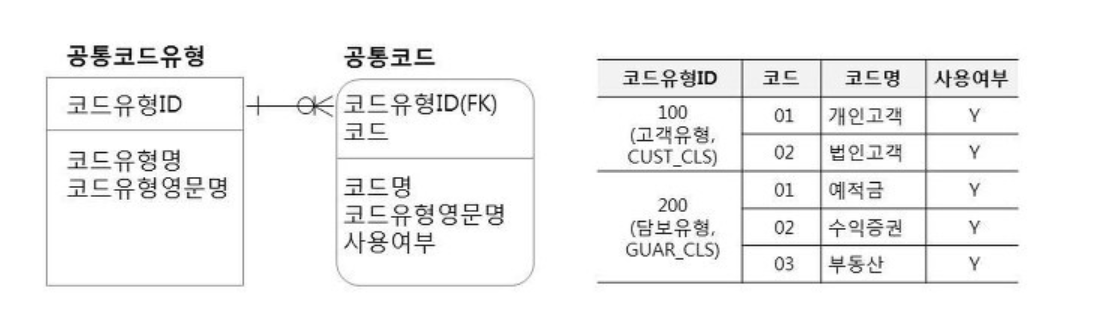 공통코드유형
코드유형ID
코드유형명
코드유형영문명
공통코드
코드유형ID(FK)
코드
코드명
코드유형영문명
사용여부
코드유형ID 코드 코드명 사용여부
100
(고객유형,
CUST_CLS)
01 개인고객 Y
02 법인고객 Y
200
(담보유형,
GUAR_CLS)
01 예적금 Y
02 수익증권 Y
03 부동산 Y